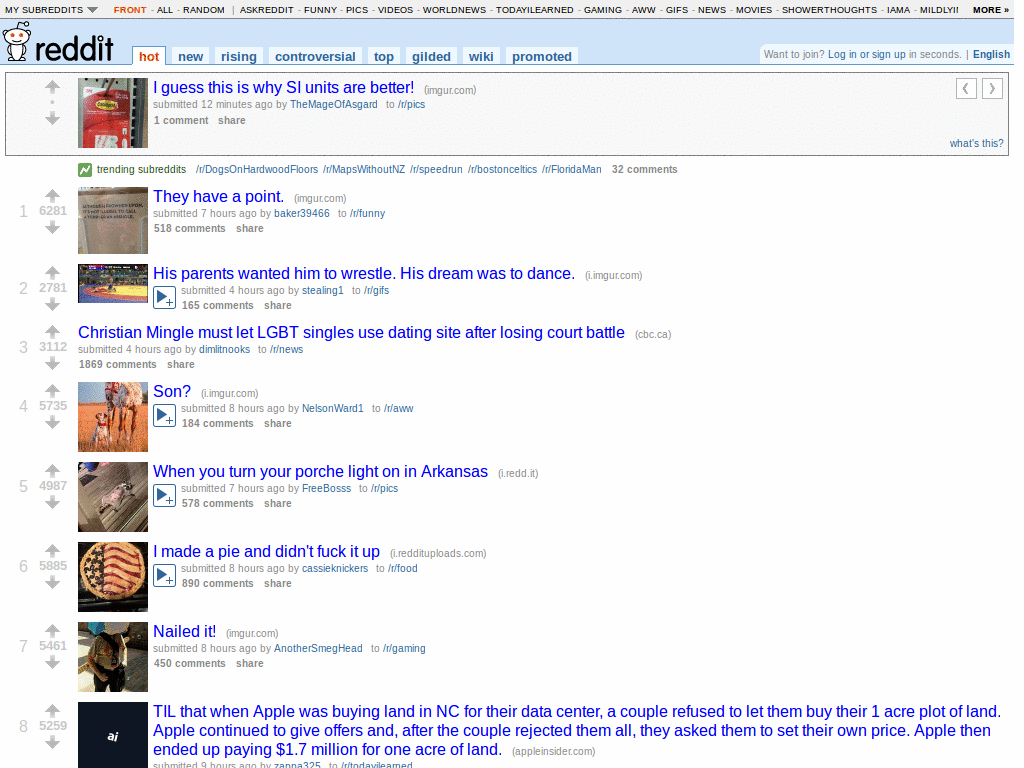 MY SUBREDDITS FRONT - ALL - RANDOM | ASKREDDIT - FUNNY - PICS - VIDEOS - WORLDNEWS - TODAYILEARNED - GAMING - AWW - GIFS - NEWS - MOVIES - SHOWERTHOUGHTS - IAMA - MILDLYII MORE »
reddit hot new rising controversial top gilded wiki promoted Want to join? Log in or sign up in seconds. | English
I guess this is why SI units are better! (imgur.com)
submitted 12 minutes ago by TheMageOfAsgard to /r/pics
1 comment share
what's this?
trending subreddits /r/DogsOnHardwoodFloors /r/MapsWithoutNZ /r/speedrun /r/bostonceltics /r/FloridaMan 32 comments
They have a point. (imgur.com)
1 6281 submitted 7 hours ago by baker39466 to /r/funny
518 comments share
His parents wanted him to wrestle. His dream was to dance. (i.imgur.com)
2 2781 submitted 4 hours ago by stealing1 to /r/gifs
165 comments share
Christian Mingle must let LGBT singles use dating site after losing court battle (cbc.ca)
3 3112 submitted 4 hours ago by dimlitnooks to /r/news
1869 comments share
Son? (i.imgur.com)
4 5735 submitted 8 hours ago by NelsonWard1 to /r/aww
184 comments share
When you turn your porche light on in Arkansas (i.redd.it)
5 4987 submitted 7 hours ago by FreeBosss to /r/pics
578 comments share
I made a pie and didn't fuck it up (i.reddituploads.com)
6 5885 submitted 8 hours ago by cassieknickers to /r/food
890 comments share
Nailed it! (imgur.com)
7 5461 submitted 8 hours ago by AnotherSmegHead to /r/gaming
450 comments share
TIL that when Apple was buying land in NC for their data center, a couple refused to let them buy their 1 acre plot of land.
8 5259 ai Apple continued to give offers and, after the couple rejected them all, they asked them to set their own price. Apple then
ended up paying $1.7 million for one acre of land. (appleinsider.com)
submitted 9 hours ago by zappa325 to /r/todayilearned